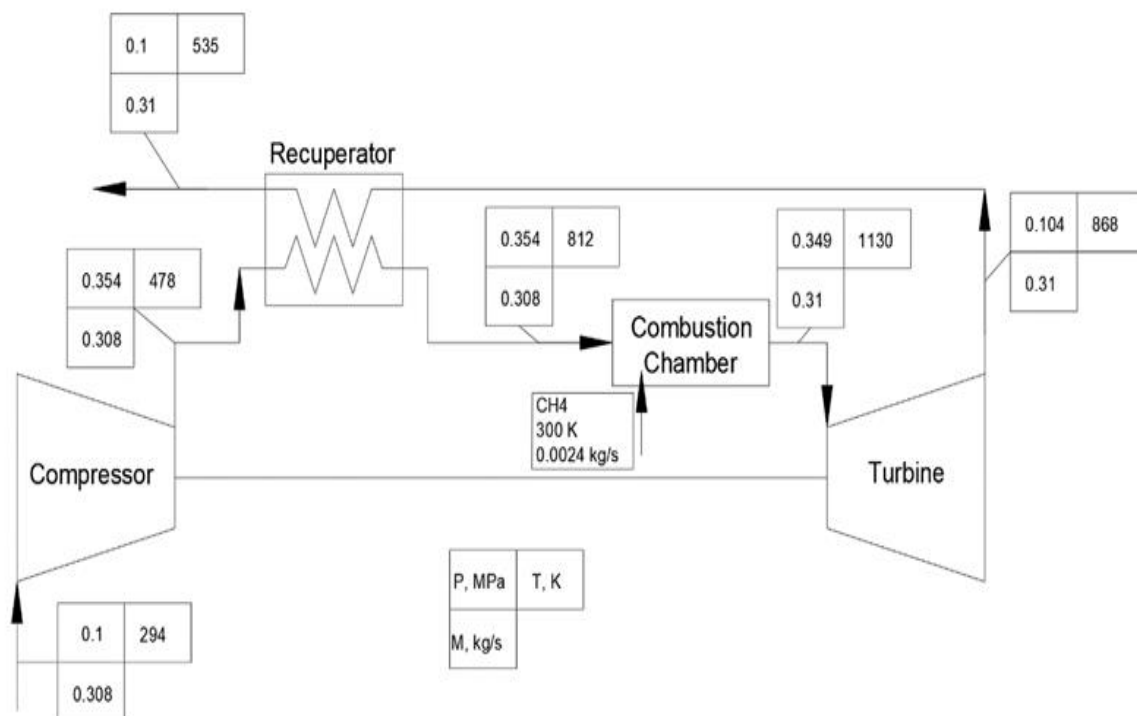 0.1 535
0.31
Recuperator
0.354 478
0.308
0.354 812
0.308
0.349 1130
0.31
0.104 868
0.31
Combustion
Chamber
CH4
300 K
0.0024 kg/s
Compressor
Turbine
P, MPa T, K
M, kg/s
0.1 294
0.308